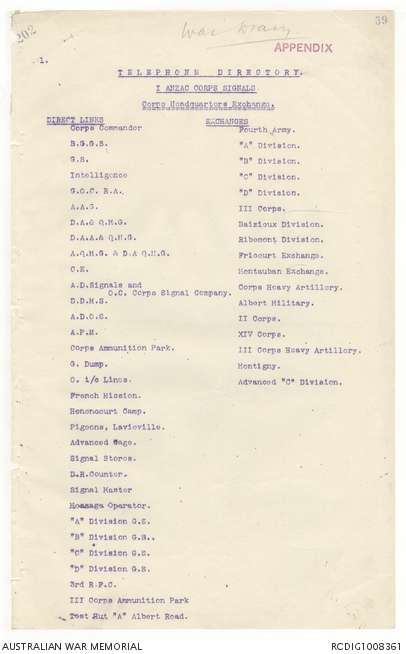 202
War Diary.
39
APPENDIX
1.
TELEPHONE DIRECTORY.
I ANZAC CORPS SIGNALS
Corps Headquarters Exchange.
DIRECT LINKS
Corps Commander
B.G.G.S.
G.S.
Intelligence
G.O.C. R.A.
A.A.G.
D.A.& Q.M.G.
D.A.A.& Q.M.G.
A.Q.M.G. & D.A Q.M.G.
C.E.
A.D.Signals and
O.C. Corps Signal Company.
D.D.M.S.
A.D.O.S.
A.P.M.
Corps Ammunition Park.
G. Dump.
O. i/c Lines.
French Mission.
Henencourt Camp.
Pigeons, Lavieville.
Advanced Cage.
Signal Stores.
D.R.Counter.
Signal Master
Message Operator.
"A" Division G.S.
"B" Division G.S..
"C" Division G.S.
"D" Division G.S.
3rd R.F.C.
III Corps Ammunition Park
Test Hut "A" Albert Road.
EXCHANGES
Fourth Army.
"A" Division.
"B" Division.
"C" Division.
"D" Division.
III Corps.
Baizieux Division.
Ribemont Division.
Fricourt Exchange.
Montauban Exchange.
Corps Heavy Artillery.
Albert Military.
II Corps.
XIV Corps.
III Corps Heavy Artillery.
Montigny.
Advanced "C" Division.
AUSTRALIAN WAR MEMORIAL
RCDIG1008361